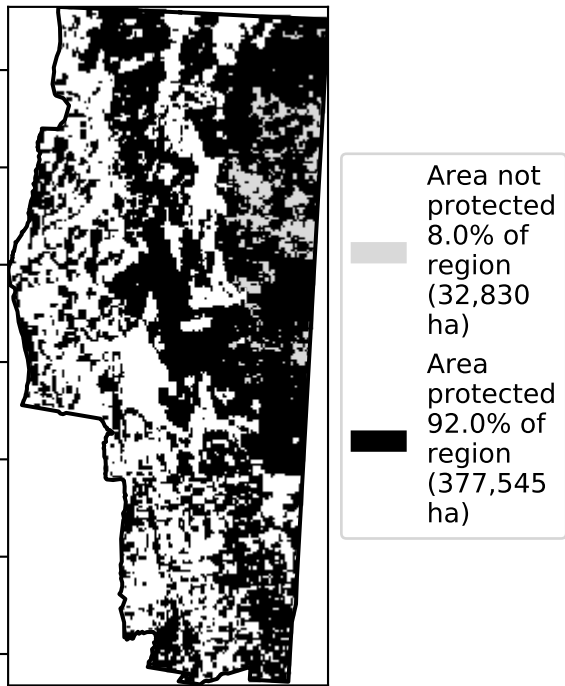 Area not
protected
8.0% of
region
(32,830
ha)
Area
protected
92.0% of
region
(377,545
ha)